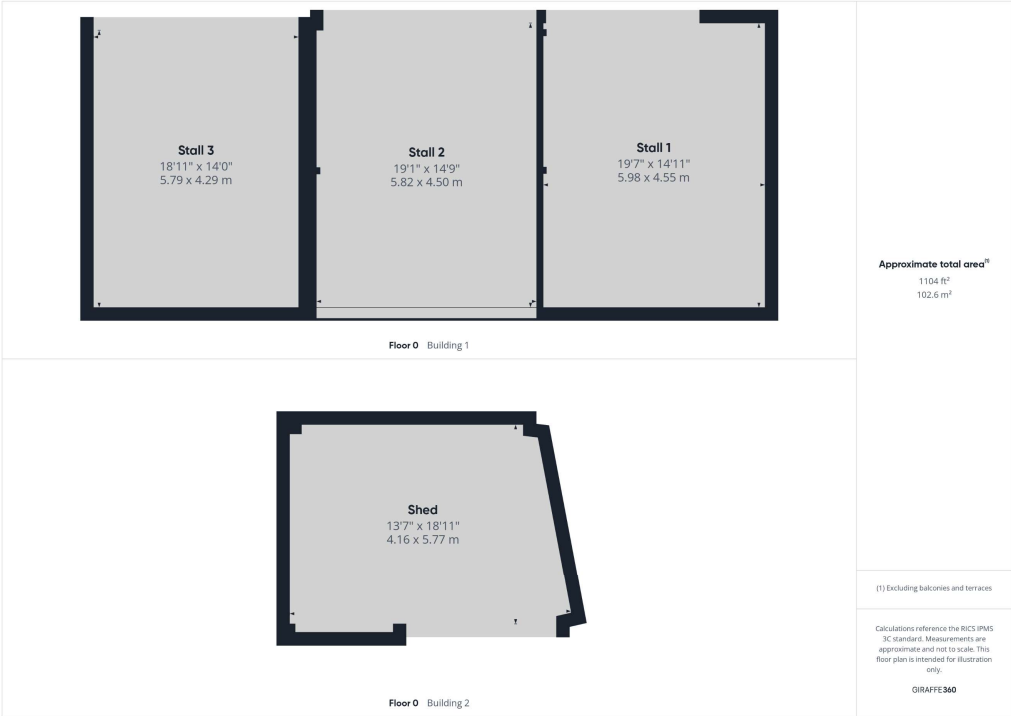 Stall 3
18'11" x 14'0"
5.79 x 4.29 m
Stall 2
19'1" x 14'9"
5.82 x 4.50 m
Stall 1
19'7" x 14'11"
5.98 x 4.55 m
Floor 0 Building 1
Shed
13'7" x 18'11"
4.16 x 5.77 m
Floor 0 Building 2
Approximate total area⁽¹⁾
1104 ft²
102.6 m²
(1) Excluding balconies and terraces
Calculations reference the RICS IPMS
3C standard. Measurements are
approximate and not to scale. This
floor plan is intended for illustration
only.
GIRAFFE360